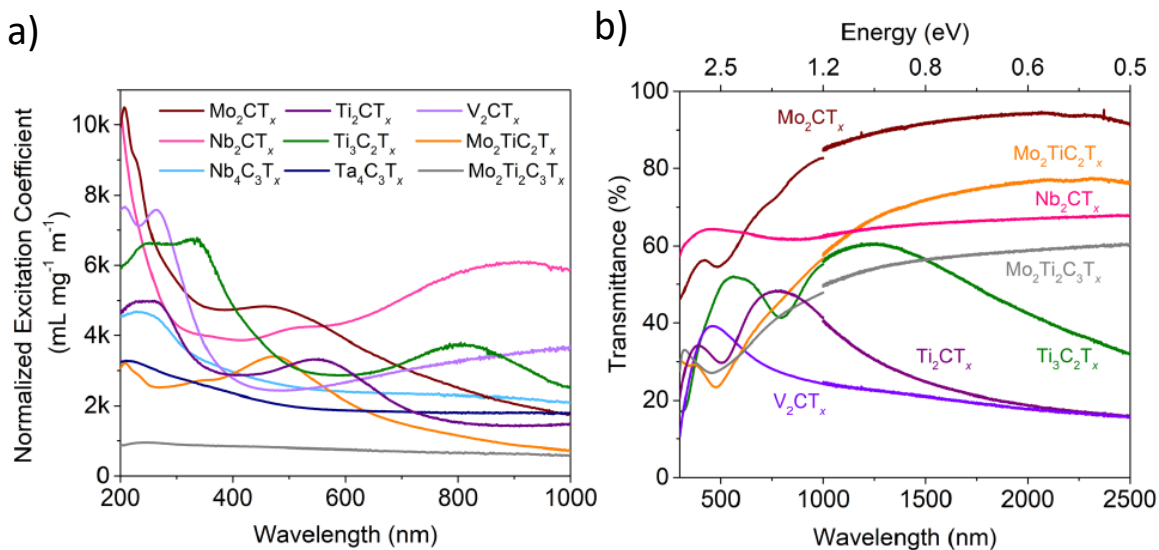 a)
Normalized Excitation Coefficient
(mL mg⁻¹ m⁻¹)
10k
8k
6k
4k
2k
0
Mo₂CTₓ
Ti₂CTₓ
V₂CTₓ
Nb₂CTₓ
Ti₃C₂Tₓ
Mo₂TiC₂Tₓ
Nb₄C₃Tₓ
Ta₄C₃Tₓ
Mo₂Ti₂C₃Tₓ
200 400 600 800 1000
Wavelength (nm)
b)
Energy (eV)
2.5 1.2 0.8 0.6 0.5
Transmittance (%)
100
80
60
40
20
0
Mo₂CTₓ
Mo₂TiC₂Tₓ
Nb₂CTₓ
Mo₂Ti₂C₃Tₓ
Ti₂CTₓ
Ti₃C₂Tₓ
V₂CTₓ
500 1000 1500 2000 2500
Wavelength (nm)